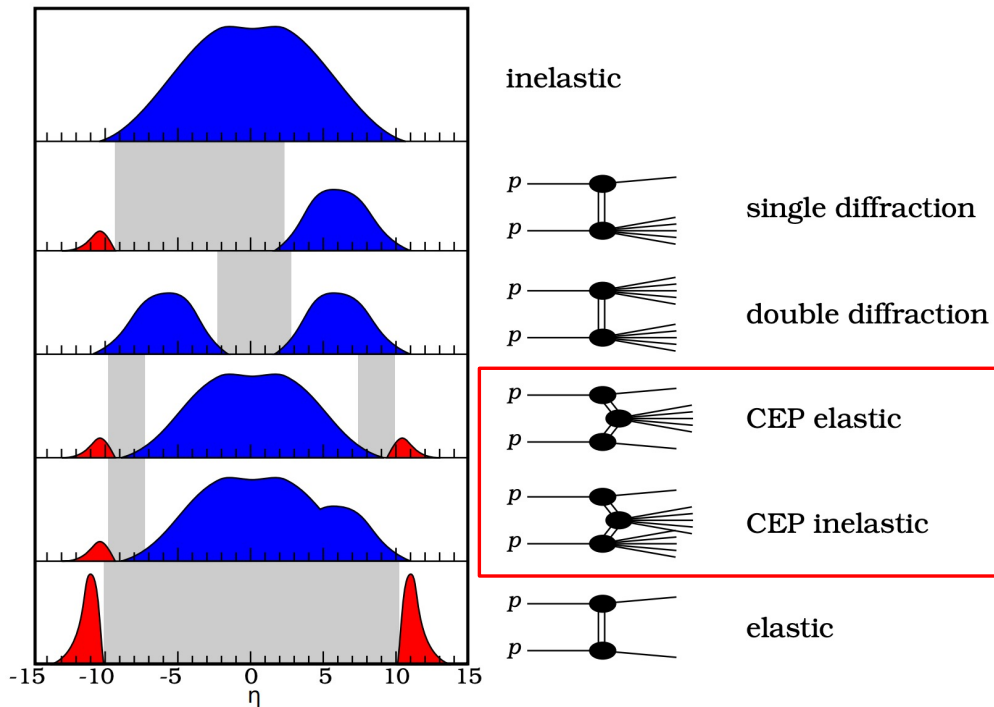 inelastic
p
p
single diffraction
p
p
double diffraction
p
p
CEP elastic
p
p
CEP inelastic
p
p
elastic
-15 -10 -5 0 5 10 15
η